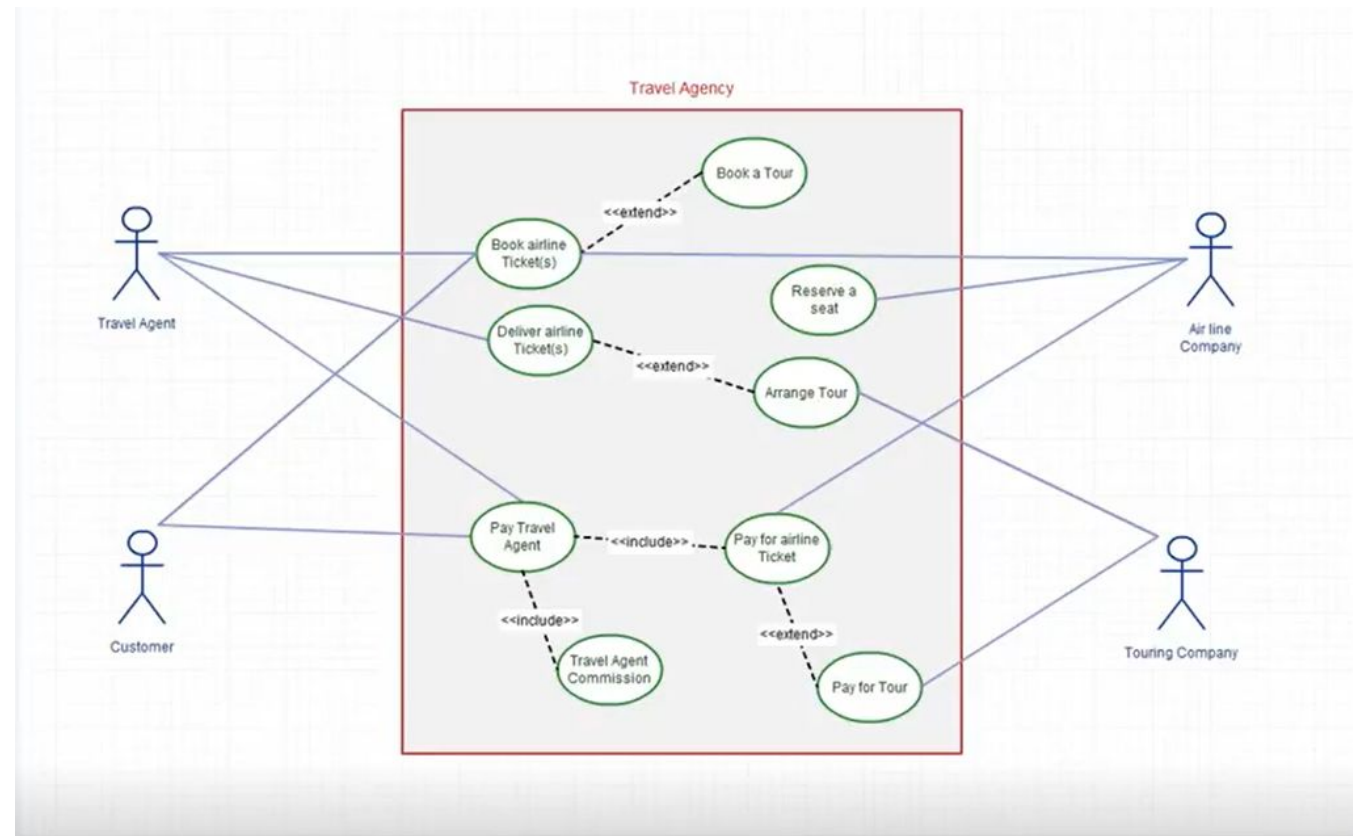 Travel Agency
Book a Tour
<<extend>>
Book airline
Ticket(s)
Reserve a
seat
Travel Agent
Air line
Company
Deliver airline
Ticket(s)
<<extend>>
Arrange Tour
Pay Travel
Agent
<<include>>
Pay for airline
Ticket
<<include>>
<<extend>>
Customer
Travel Agent
Commission
Pay for Tour
Touring Company